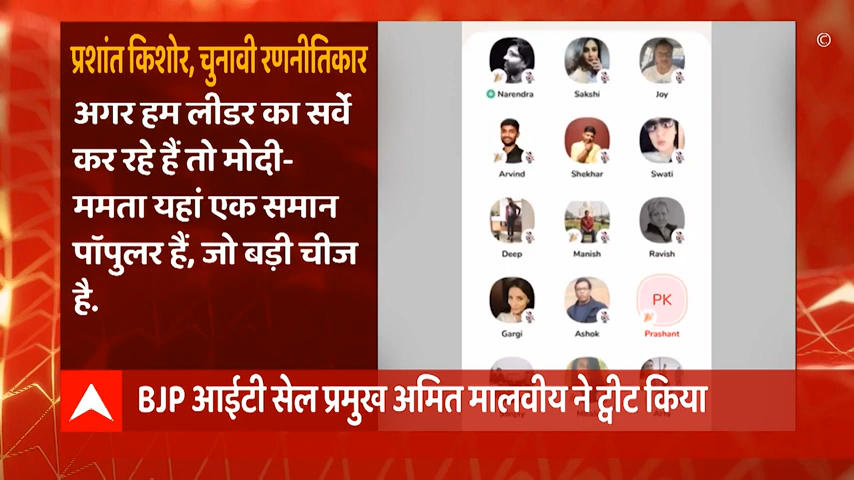 ©
प्रशांत किशोर, चुनावी रणनीतिकार
अगर हम लीडर का सर्वे
कर रहे हैं तो मोदी-
ममता यहां एक समान
पॉपुलर हैं, जो बड़ी चीज
है.
Narendra Sakshi Joy
Arvind Shekhar Swati
Deep Manish Ravish
Gargi Ashok Prashant
PK
BJP आईटी सेल प्रमुख अमित मालवीय ने ट्वीट किया